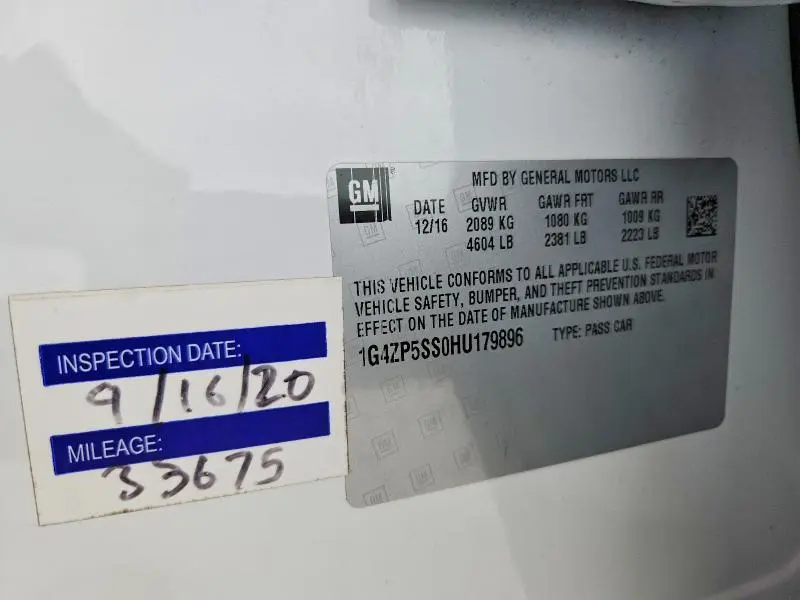 GM
MFD BY GENERAL MOTORS LLC
DATE GVWR GAWR FRT GAWR RR
12/16 2089 KG 1080 KG 1009 KG
4604 LB 2381 LB 2223 LB
THIS VEHICLE CONFORMS TO ALL APPLICABLE U.S. FEDERAL MOTOR
VEHICLE SAFETY, BUMPER, AND THEFT PREVENTION STANDARDS IN
EFFECT ON THE DATE OF MANUFACTURE SHOWN ABOVE.
1G4ZP5SS0HU179896 TYPE: PASS CAR
INSPECTION DATE:
9/16/20
MILEAGE:
33675